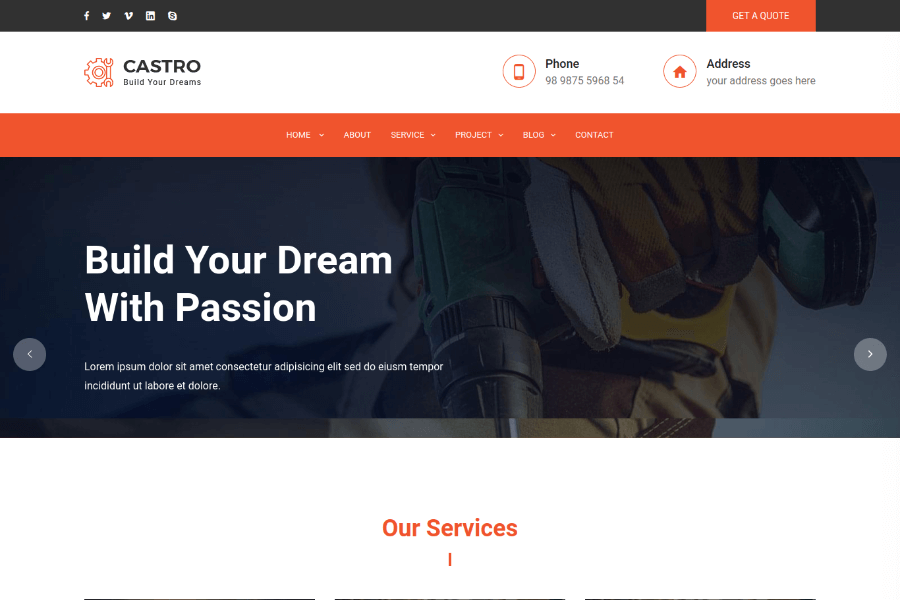 GET A QUOTE
CASTRO
Build Your Dreams
Phone
98 9875 5968 54
Address
your address goes here
HOME ABOUT SERVICE PROJECT BLOG CONTACT
Build Your Dream
With Passion
Lorem ipsum dolor sit amet consectetur adipisicing elit sed do eiusm tempor
incididunt ut labore et dolore.
Our Services